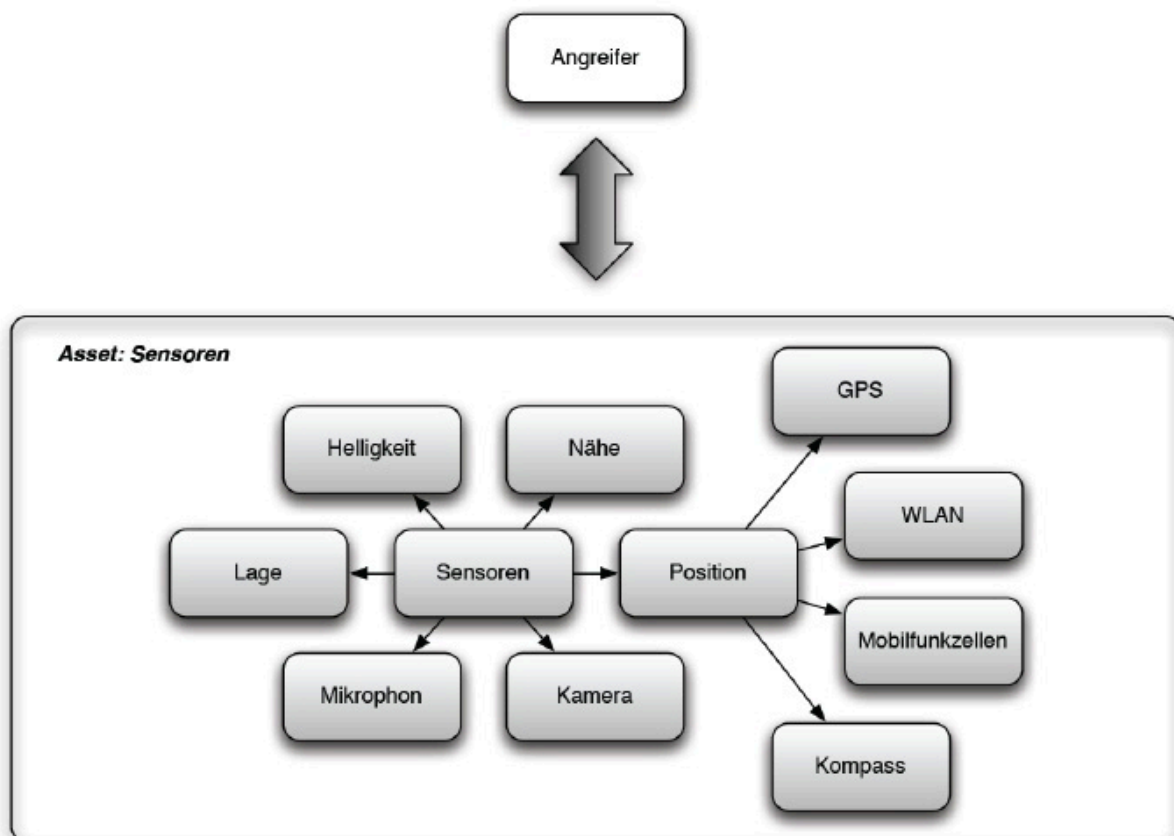 Angreifer
Asset: Sensoren
GPS
Helligkeit
Nähe
WLAN
Lage
Sensoren
Position
Mobilfunkzellen
Mikrophon
Kamera
Kompass